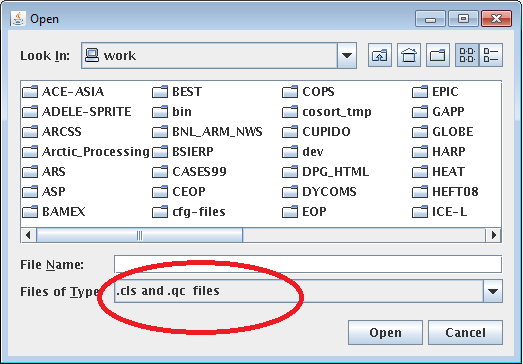 Open
Look In: work
ACE-ASIA BEST COPS EPIC
ADELE-SPRITE bin cosort_tmp GAPP
ARCSS BNL_ARM_NWS CUPIDO GLOBE
Arctic_Processing BSIERP dev HARP
ARS CASES99 DPG_HTML HEAT
ASP CEOP DYCOMS HEFT08
BAMEX cfg-files EOP ICE-L
File Name:
Files of Type .cls and .qc files
Open Cancel